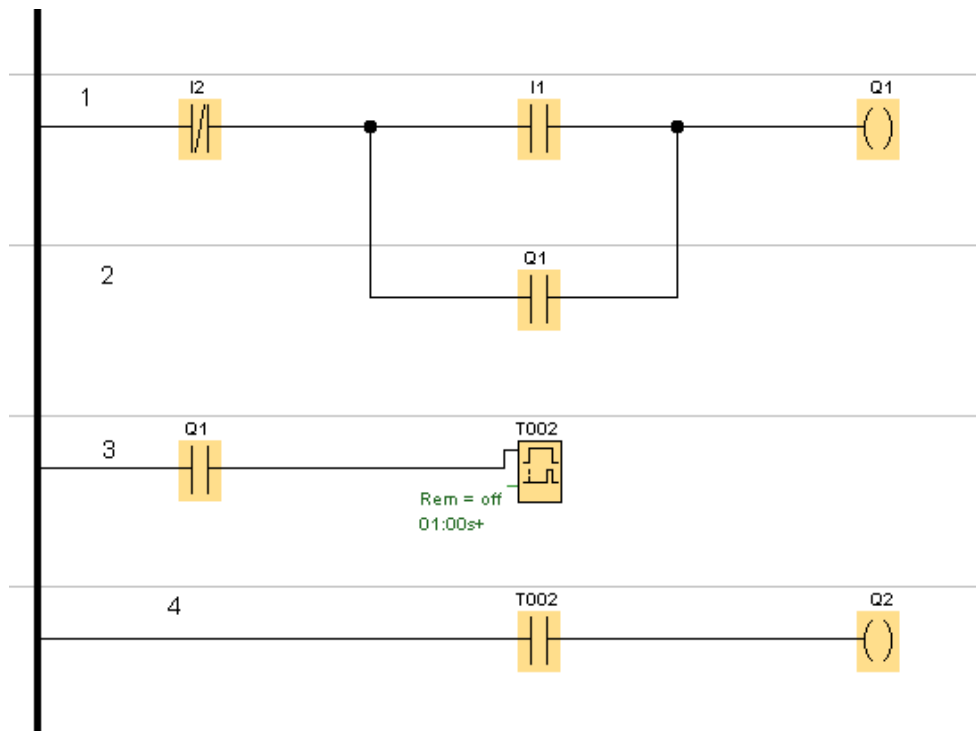 1
I2
I1
Q1
2
Q1
3
Q1
T002
Rem = off
01:00s+
4
T002
Q2